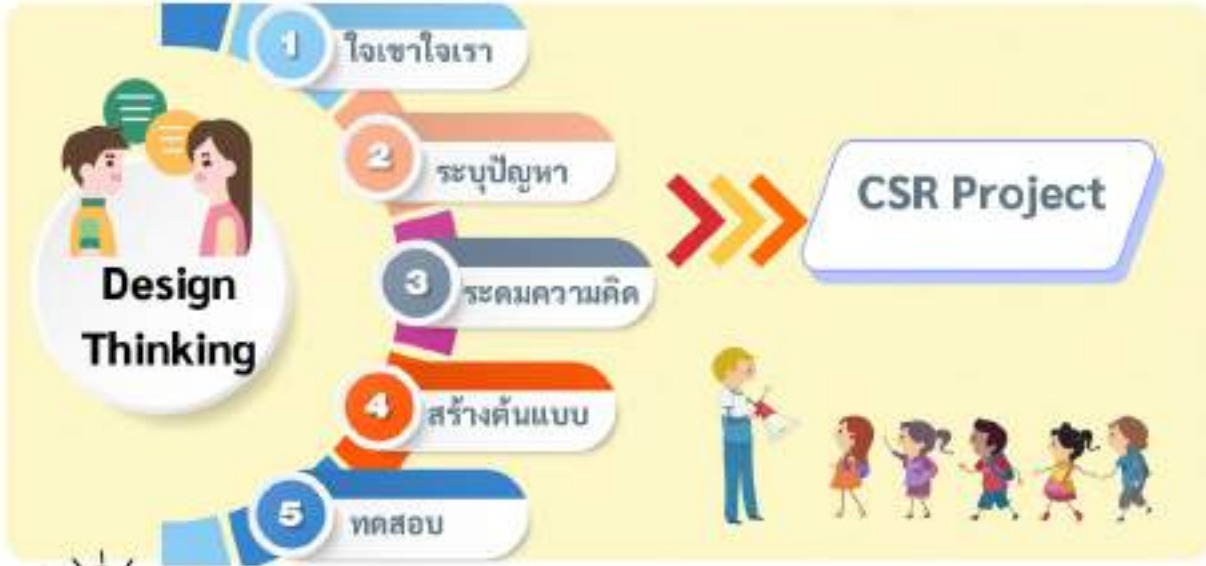 1
ใจเขาใจเรา
2
ระบุปัญหา
3
ระดมความคิด
4
สร้างต้นแบบ
5
ทดสอบ
Design
Thinking
CSR Project